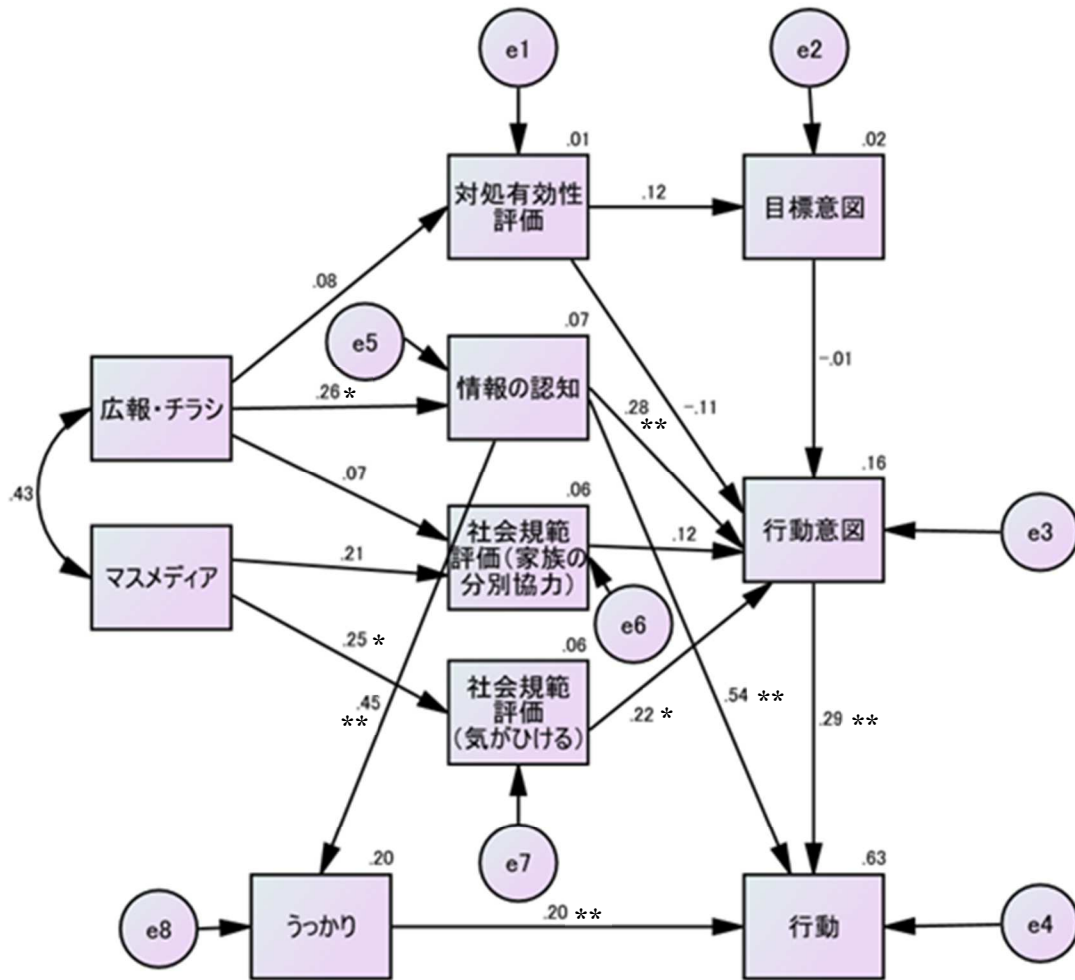 e1
e2
.01
.02
対処有効性
評価
.12
目標意図
.08
e5
.07
-.01
広報・チラシ
.26 *
情報の認知
.28
**
-.11
.43
.07
.06
.16
社会規範
評価(家族の
分別協力)
.12
行動意図
e3
マスメディア
.21
e6
.25 *
.06
社会規範
評価
(気がひける)
.45
**
.22 *
.54 **
.29 **
e7
.20
.63
e8
うっかり
.20 **
行動
e4